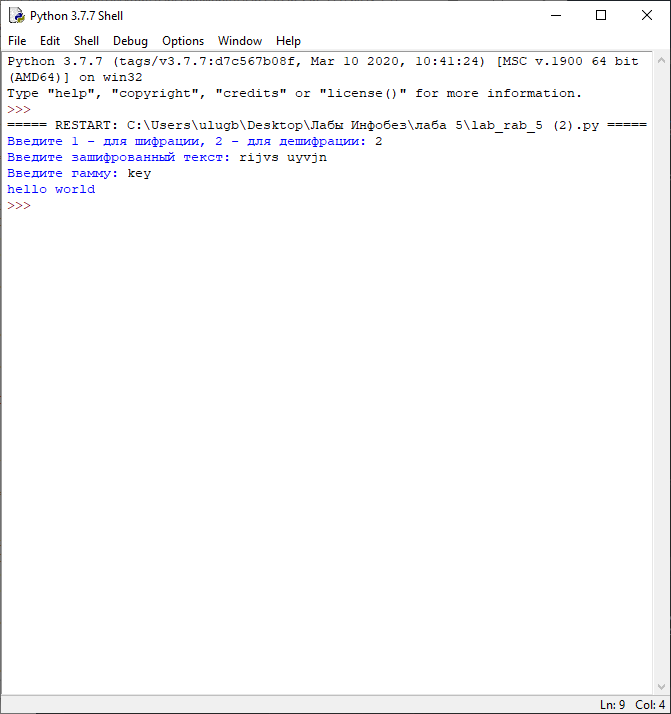 Python 3.7.7 Shell
File Edit Shell Debug Options Window Help
Python 3.7.7 (tags/v3.7.7:d7c567b08f, Mar 10 2020, 10:41:24) [MSC v.1900 64 bit
(AMD64)] on win32
Type "help", "copyright", "credits" or "license()" for more information.
>>>
===== RESTART: C:\Users\ulugb\Desktop\Лабы Инфобез\лаба 5\lab_rab_5 (2).py =====
Введите 1 - для шифрации, 2 - для дешифрации: 2
Введите зашифрованный текст: rijvs uyvjn
Введите гамму: key
hello world
>>>
Ln: 9 Col: 4